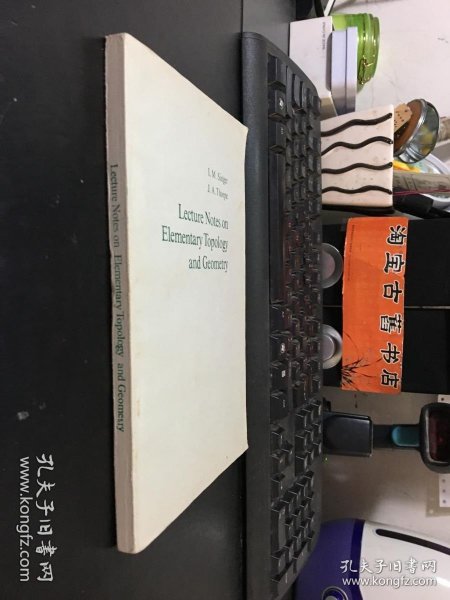 I. M. Singer
J. A. Thorpe
Lecture Notes on
Elementary Topology
and Geometry
Lecture Notes on Elementary Topology and Geometry
淘宝古舊书店
孔夫子旧书网
www.kongfz.com
孔夫子旧书网
www.kongfz.com